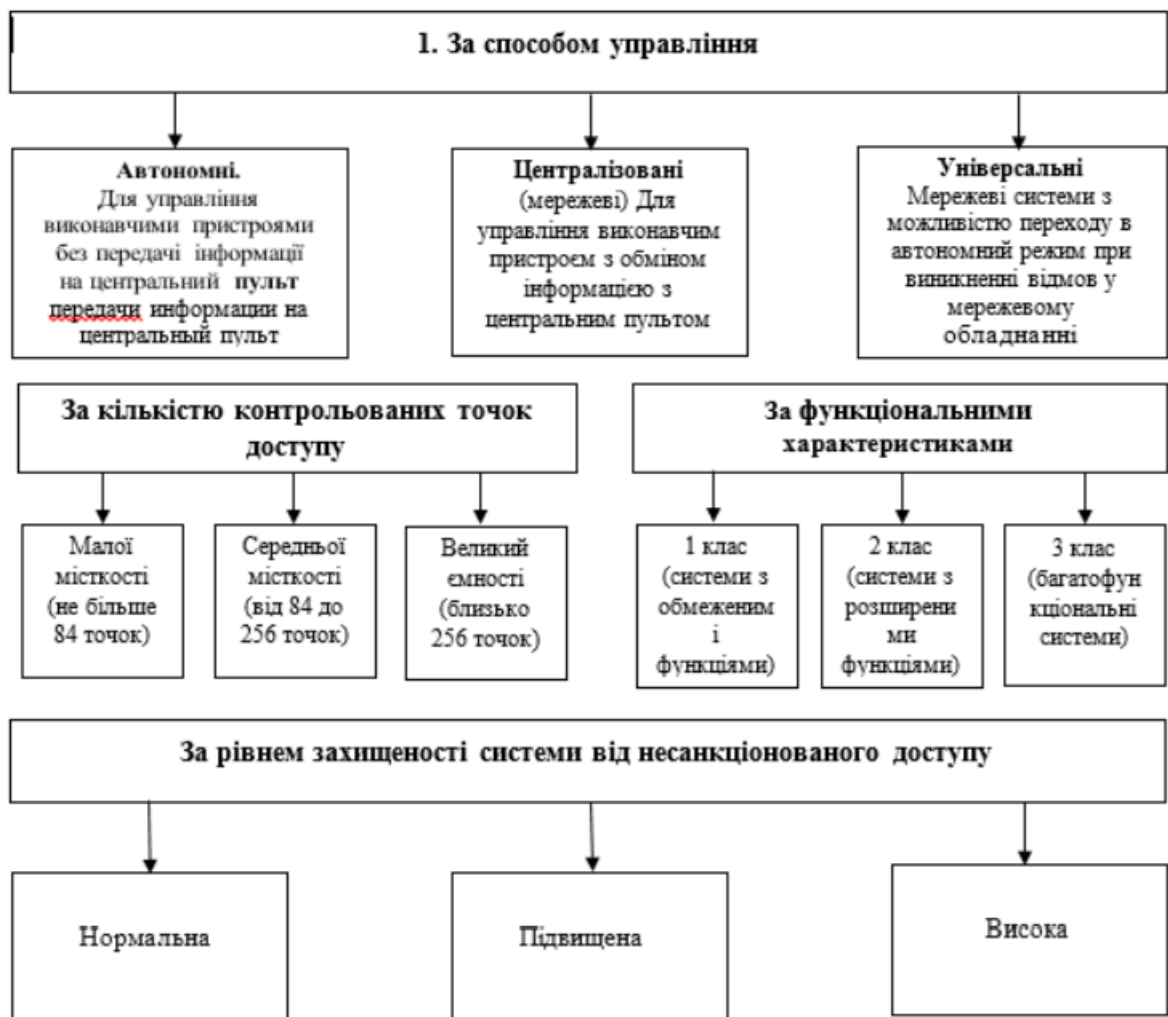 1. За способом управління
Автономні.
Для управління
виконавчими пристроями
без передачі інформації
на центральний пульт
передачи информации на
центральный пульт
Централізовані
(мережеві) Для
управління виконавчим
пристроєм з обміном
інформацією з
центральним пультом
Універсальні
Мережеві системи з
можливістю переходу в
автономний режим при
виникненні відмов у
мережевому
обладнанні
За кількістю контрольованих точок
доступу
За функціональними
характеристиками
Малої
місткості
(не більше
84 точок)
Середньої
місткості
(від 84 до
256 точок)
Великий
ємності
(близько
256 точок)
1 клас
(системи з
обмеженим
і
функціями)
2 клас
(системи з
розширени
ми
функціями)
3 клас
(багатофун
кціональні
системи)
За рівнем захищеності системи від несанкціонованого доступу
Нормальна
Підвищена
Висока